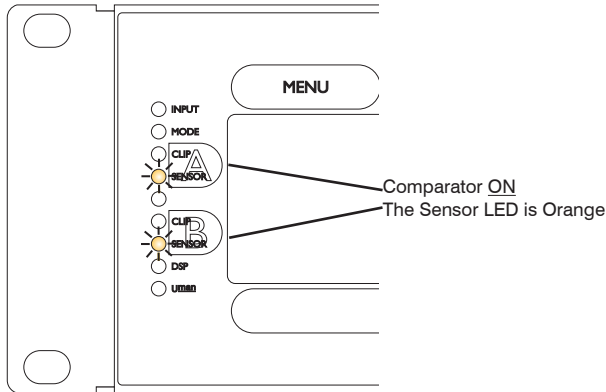 MENU
INPUT
MODE
CLIP
A
SENSOR
CLIP
B
SENSOR
DSP
Comparator ON
The Sensor LED is Orange